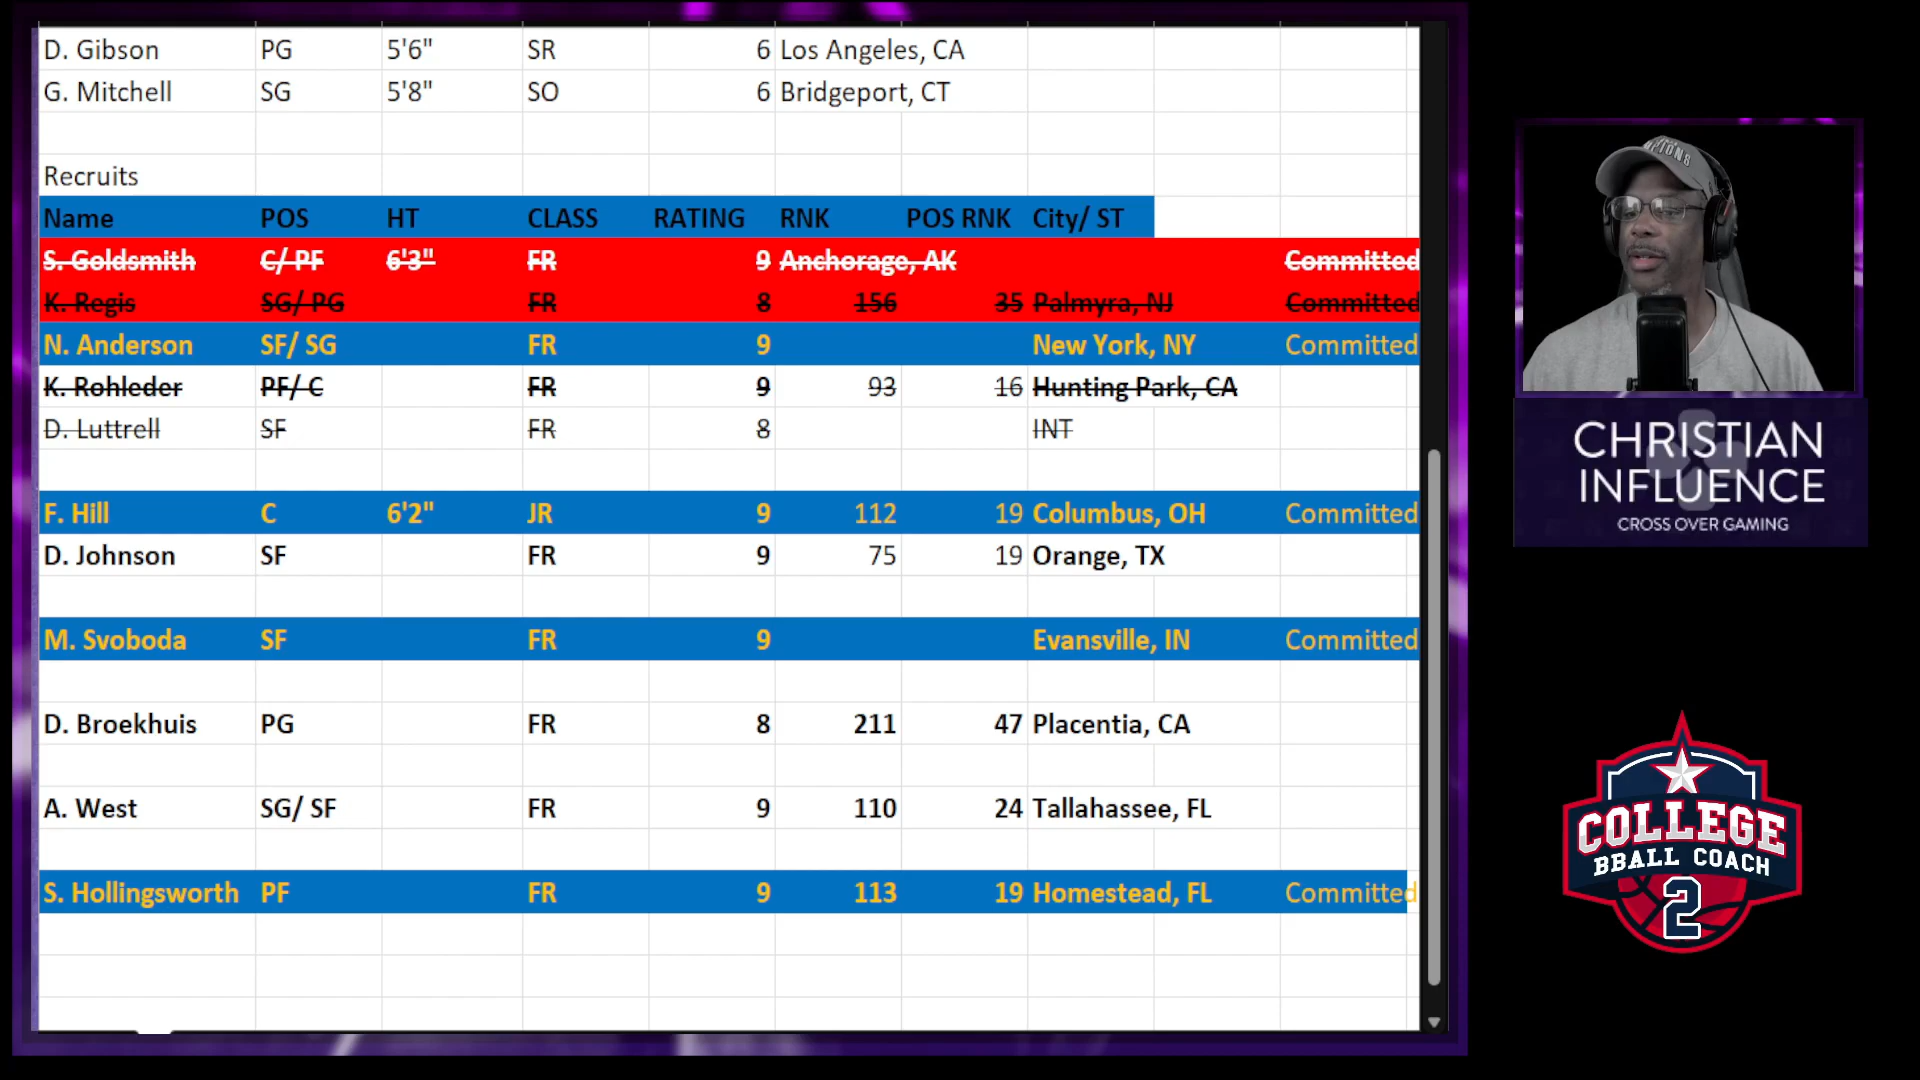 D. Gibson PG 5'6" SR 6 Los Angeles, CA
G. Mitchell SG 5'8" SO 6 Bridgeport, CT
Recruits
Name POS HT CLASS RATING RNK POS RNK City/ ST
S. Goldsmith C/ PF 6'3" FR 9 Anchorage, AK Committed
K. Regis SG/ PG FR 8 156 35 Palmyra, NJ Committed
N. Anderson SF/ SG FR 9 New York, NY Committed
K. Rohleder PF/ C FR 9 93 16 Hunting Park, CA
D. Luttrell SF FR 8 INT
F. Hill C 6'2" JR 9 112 19 Columbus, OH Committed
D. Johnson SF FR 9 75 19 Orange, TX
M. Svoboda SF FR 9 Evansville, IN Committed
D. Broekhuis PG FR 8 211 47 Placentia, CA
A. West SG/ SF FR 9 110 24 Tallahassee, FL
S. Hollingsworth PF FR 9 113 19 Homestead, FL Committed
CHRISTIAN
INFLUENCE
CROSS OVER GAMING
COLLEGE
BBALL COACH
2